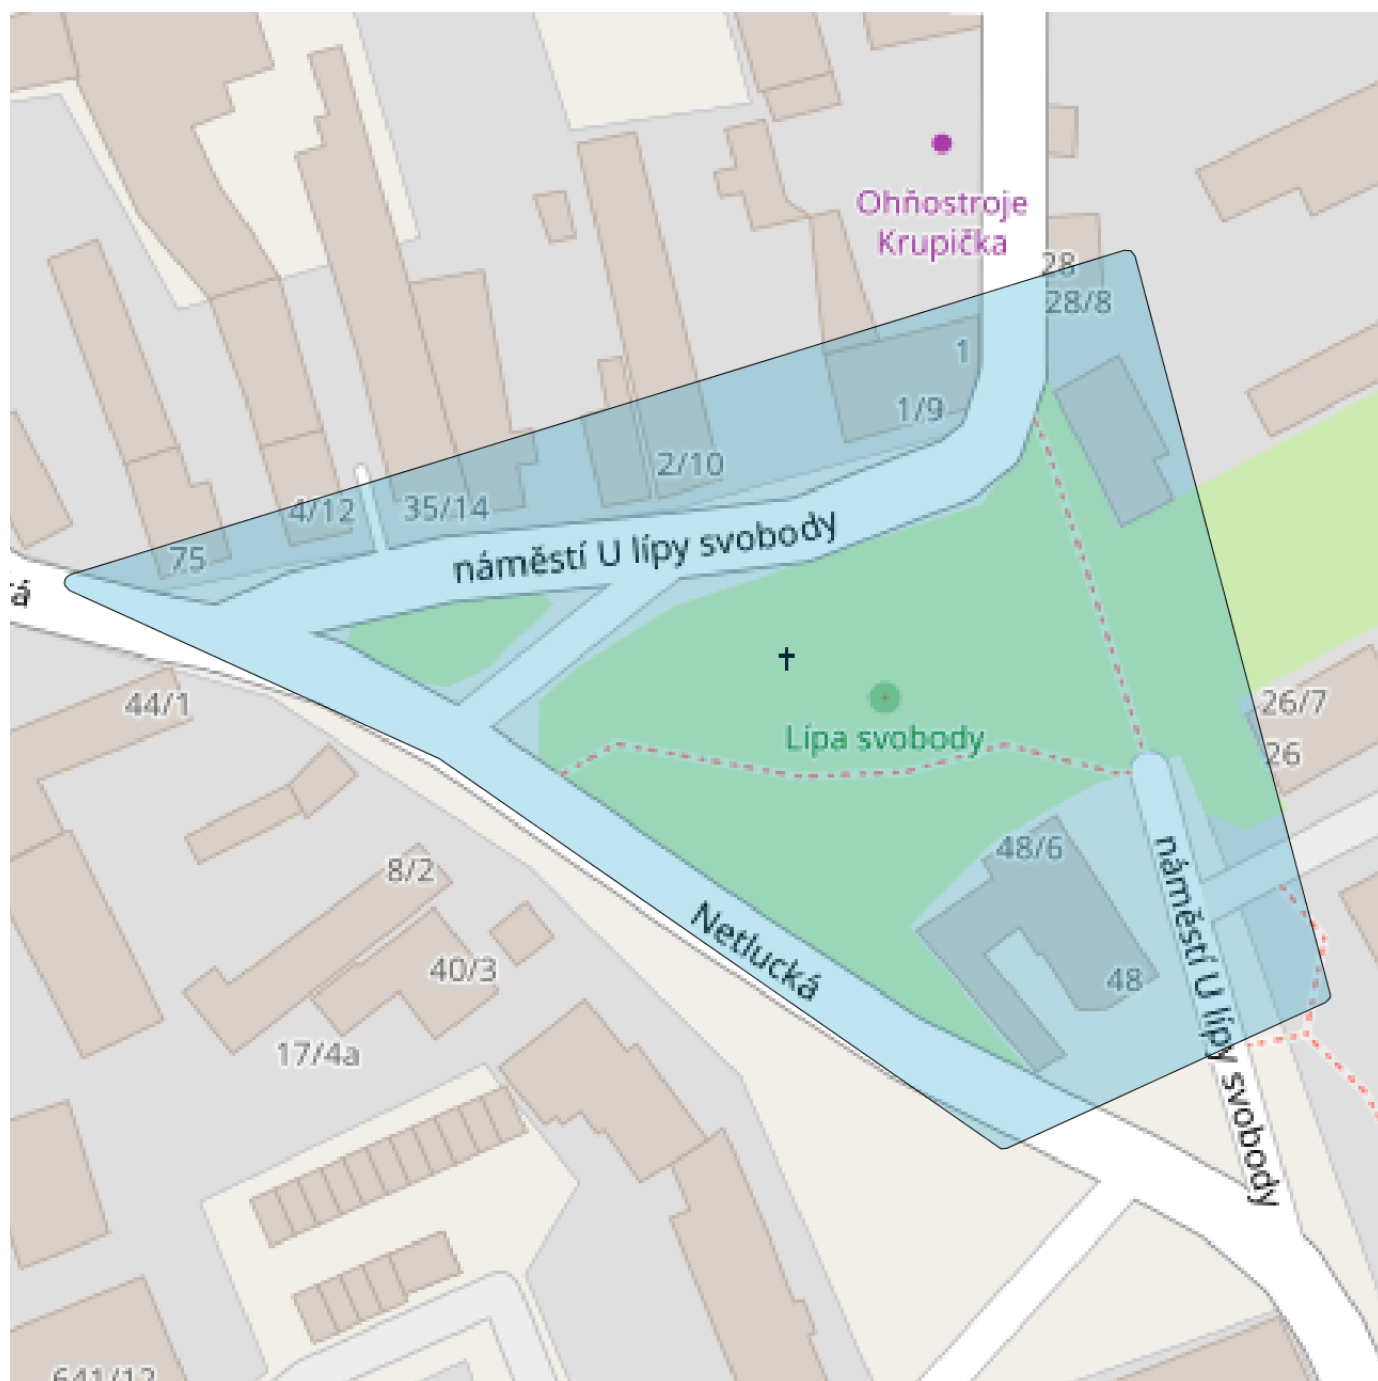 Ohňostroje
Krupička
28
28/8
1
1/9
2/10
35/14
4/12
75
náměstí U lípy svobody
á
44/1
Lípa svobody
26/7
26
48/6
48
náměstí U lípy svobody
Netlucká
8/2
40/3
17/4a
641/12